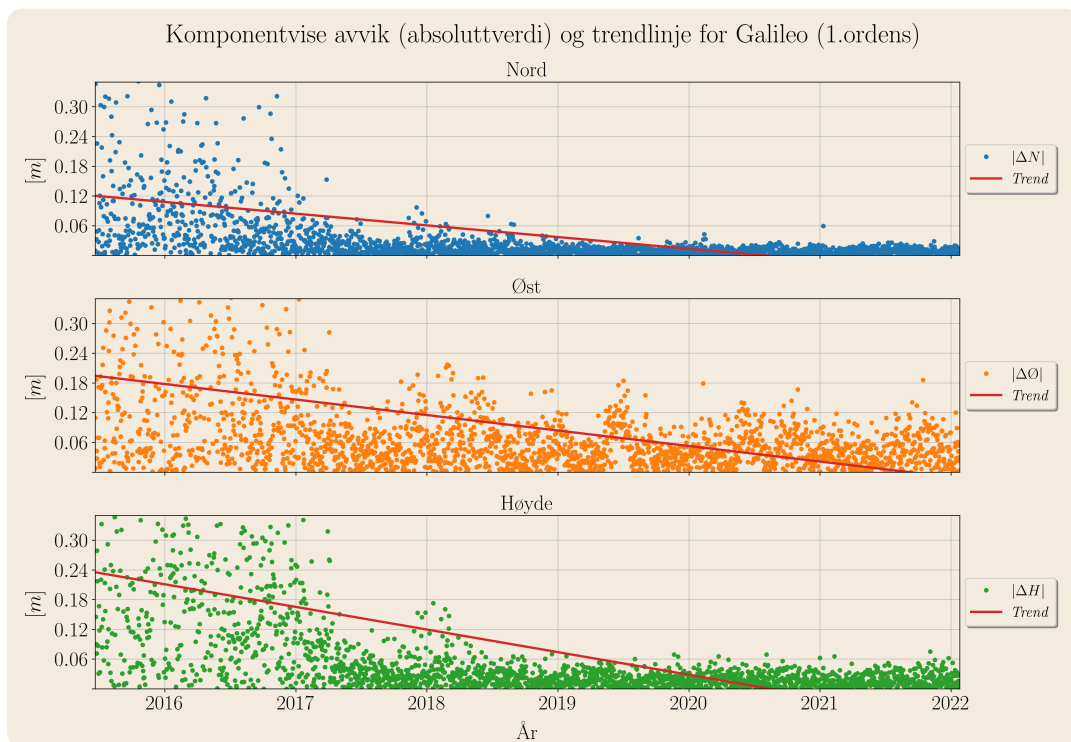 Komponentvise avvik (absoluttverdi) og trendlinje for Galileo (1.ordens)
Nord
0.30
0.24
0.18
0.12
0.06
[m]
|ΔN|
Trend
Øst
0.30
0.24
0.18
0.12
0.06
[m]
|ΔØ|
Trend
Høyde
0.30
0.24
0.18
0.12
0.06
[m]
|ΔH|
Trend
2016 2017 2018 2019 2020 2021 2022
År